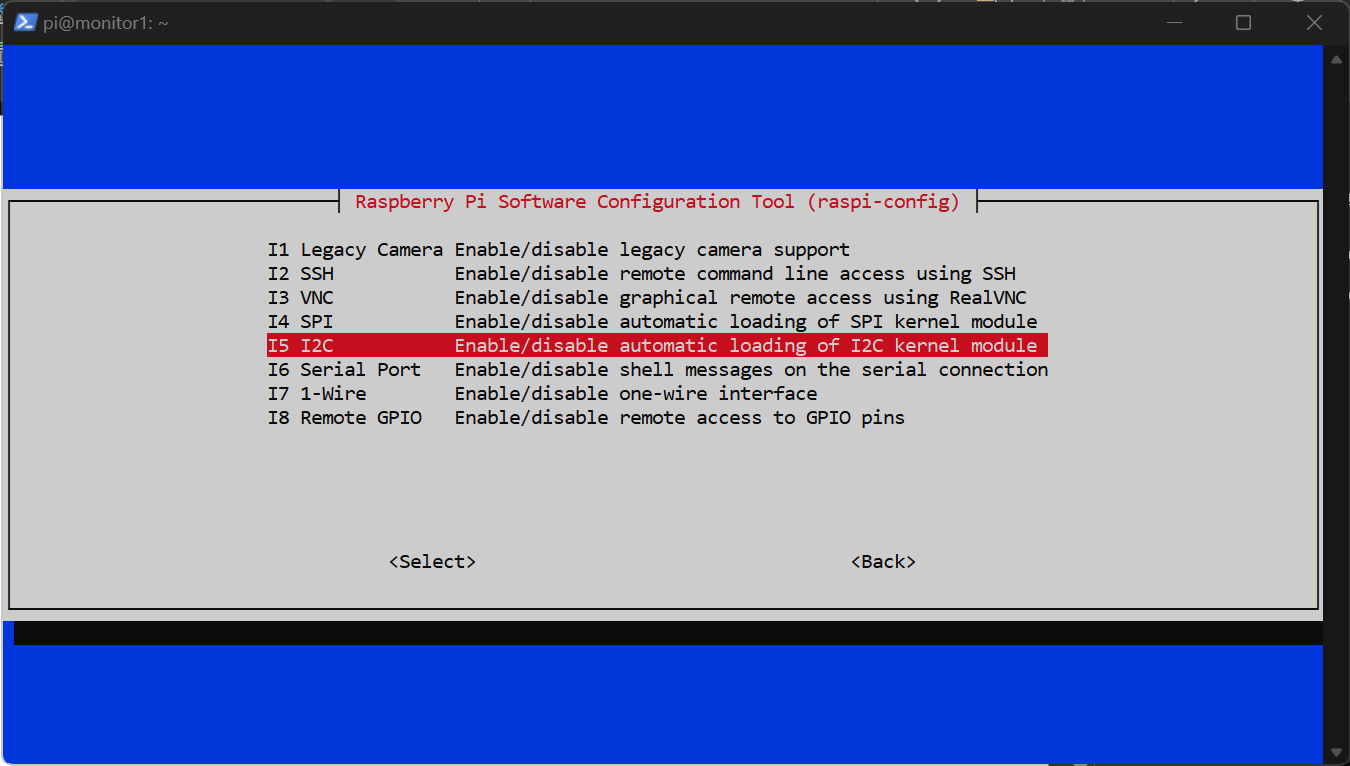 pi@monitor1: ~
Raspberry Pi Software Configuration Tool (raspi-config)
I1 Legacy Camera Enable/disable legacy camera support
I2 SSH Enable/disable remote command line access using SSH
I3 VNC Enable/disable graphical remote access using RealVNC
I4 SPI Enable/disable automatic loading of SPI kernel module
I5 I2C Enable/disable automatic loading of I2C kernel module
I6 Serial Port Enable/disable shell messages on the serial connection
I7 1-Wire Enable/disable one-wire interface
I8 Remote GPIO Enable/disable remote access to GPIO pins
<Select> <Back>